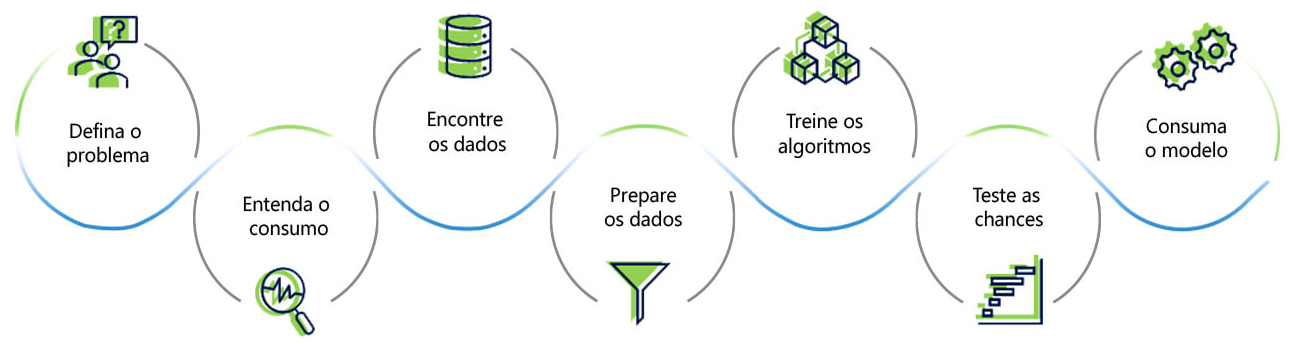 Defina o
problema
Entenda o
consumo
Encontre
os dados
Prepare
os dados
Treine os
algoritmos
Teste as
chances
Consuma
o modelo
?